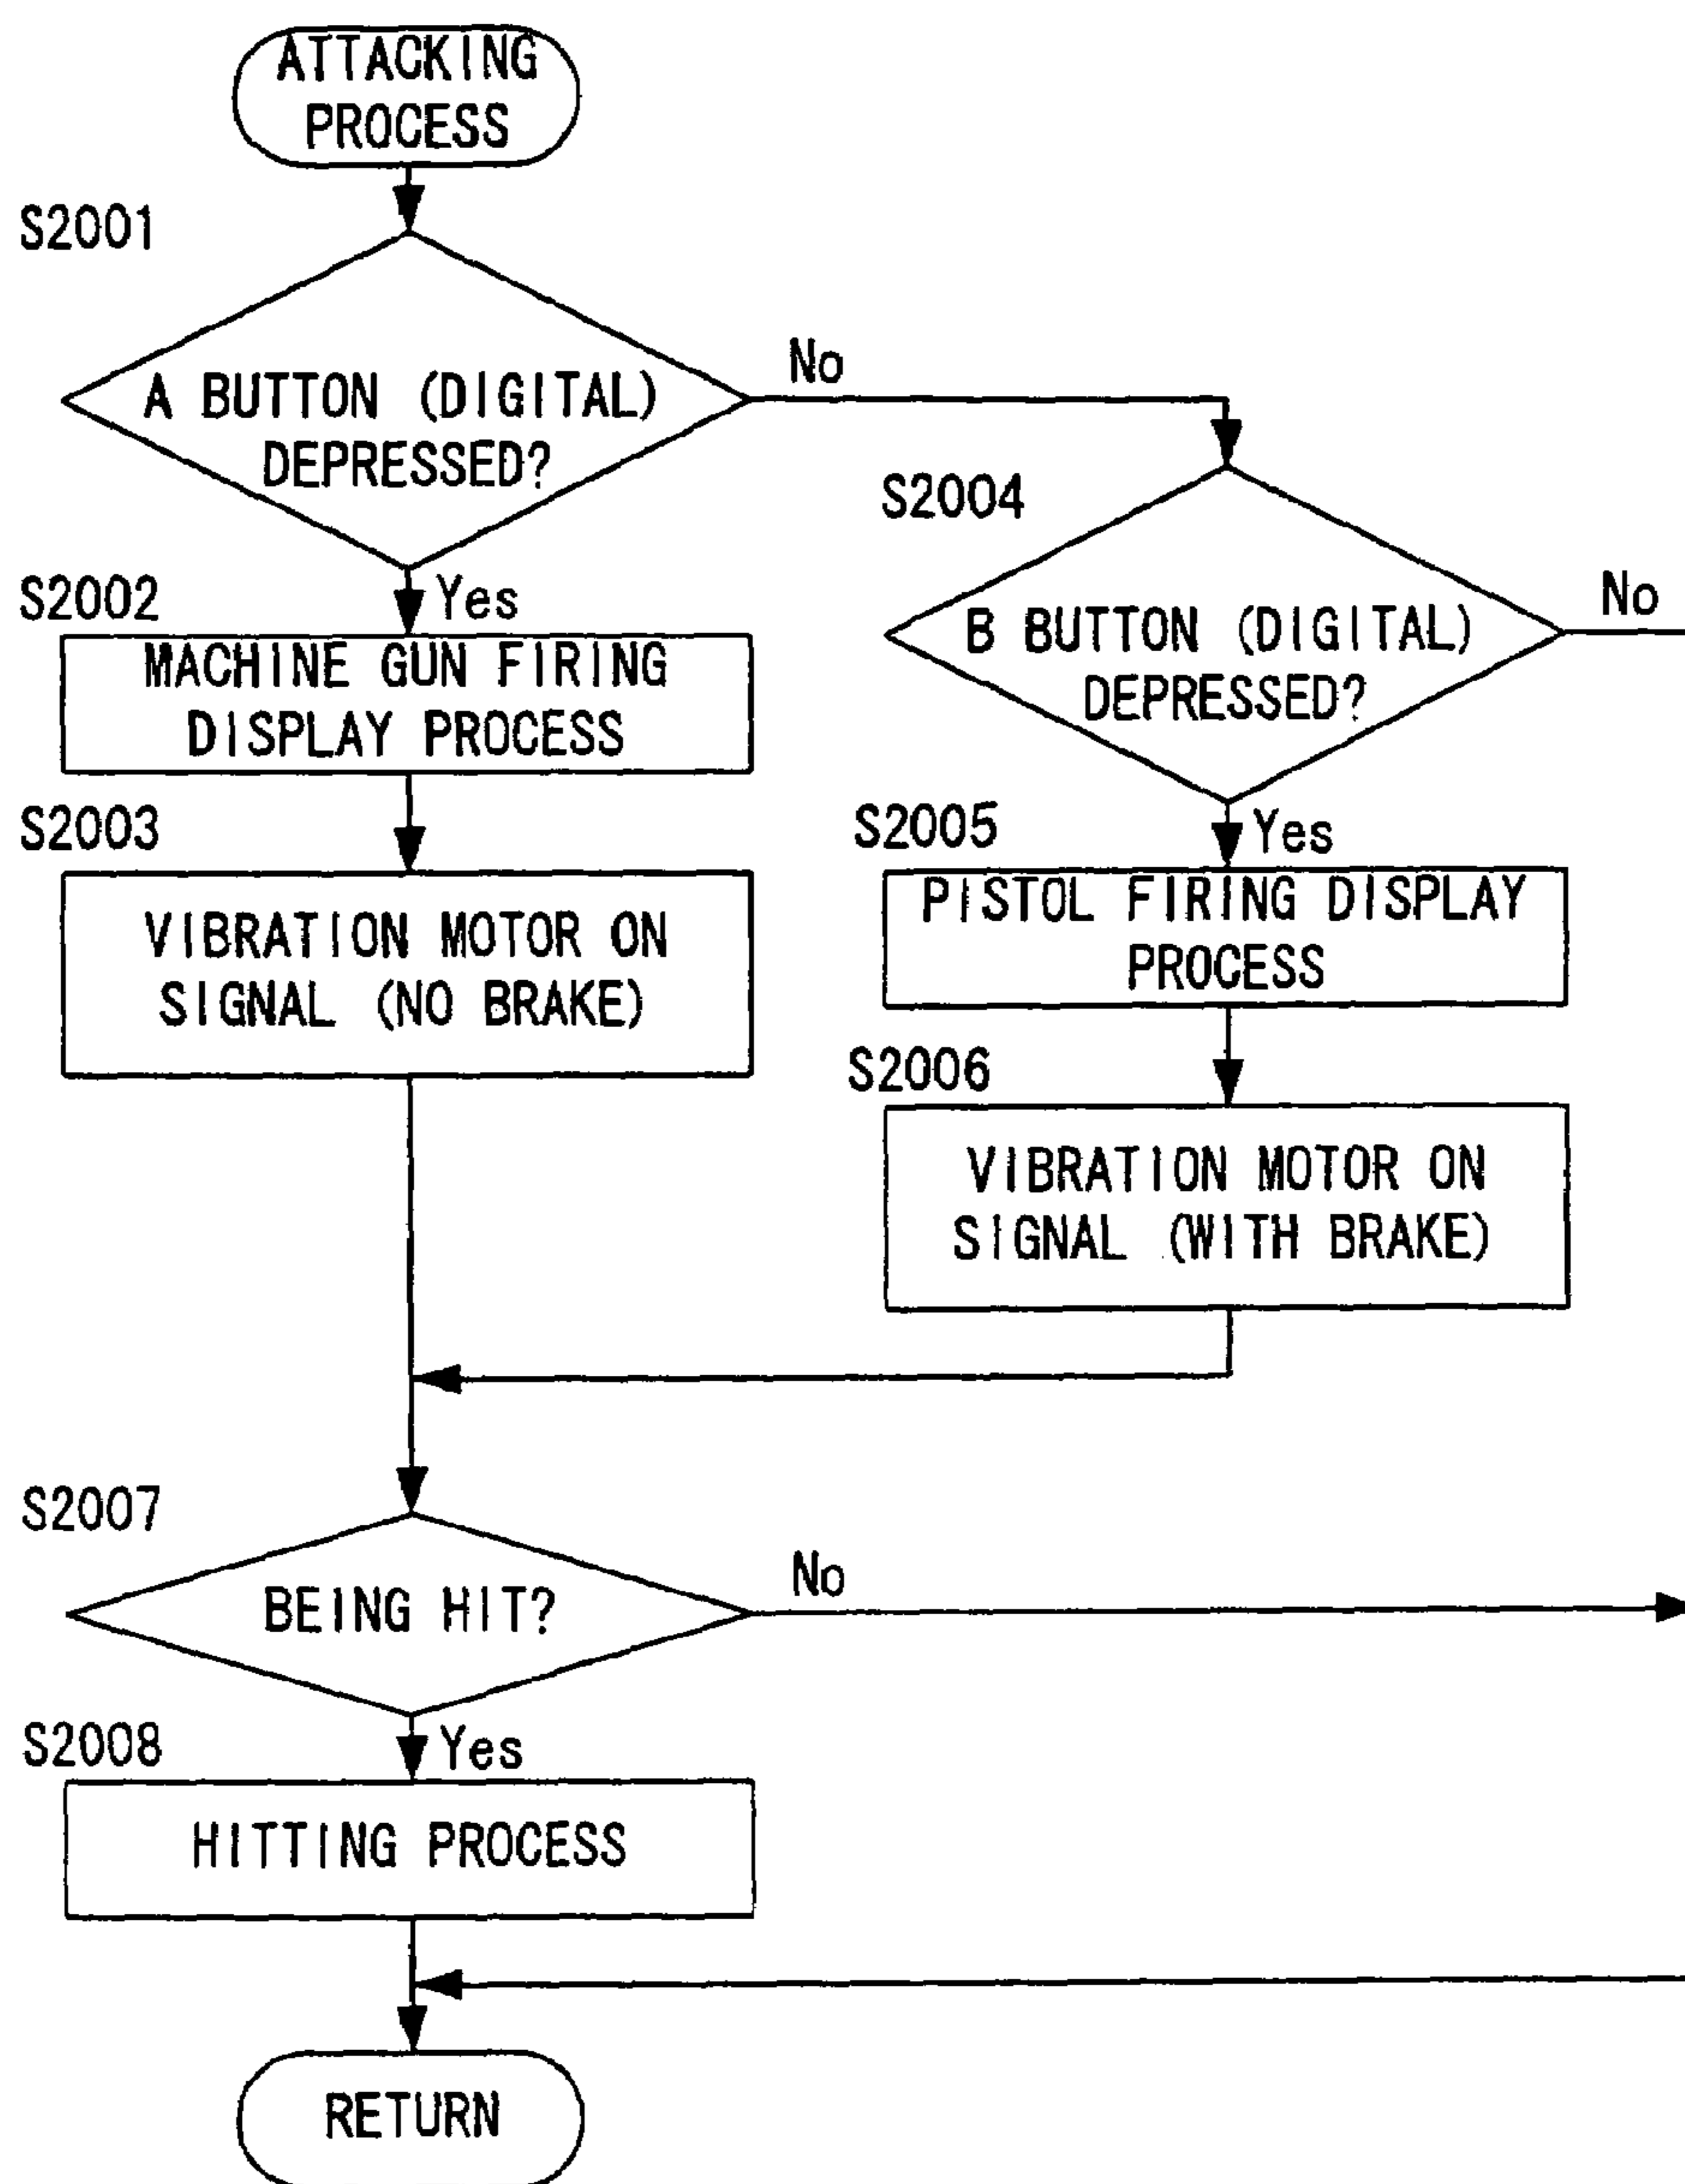 ATTACKING
PROCESS
S2001
A BUTTON (DIGITAL)
DEPRESSED?
No
S2002
Yes
MACHINE GUN FIRING
DISPLAY PROCESS
S2003
VIBRATION MOTOR ON
SIGNAL (NO BRAKE)
S2004
B BUTTON (DIGITAL)
DEPRESSED?
No
S2005
Yes
PISTOL FIRING DISPLAY
PROCESS
S2006
VIBRATION MOTOR ON
SIGNAL (WITH BRAKE)
S2007
BEING HIT?
No
S2008
Yes
HITTING PROCESS
RETURN